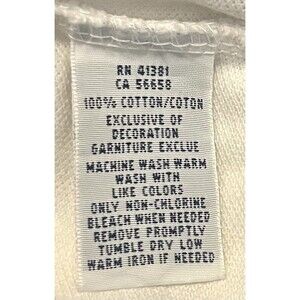 RN 41381
CA 56658
100% COTTON/COTON
EXCLUSIVE OF
DECORATION
GARNITURE EXCLUE
MACHINE WASH WARM
WASH WITH
LIKE COLORS
ONLY NON-CHLORINE
BLEACH WHEN NEEDED
REMOVE PROMPTLY
TUMBLE DRY LOW
WARM IRON IF NEEDED